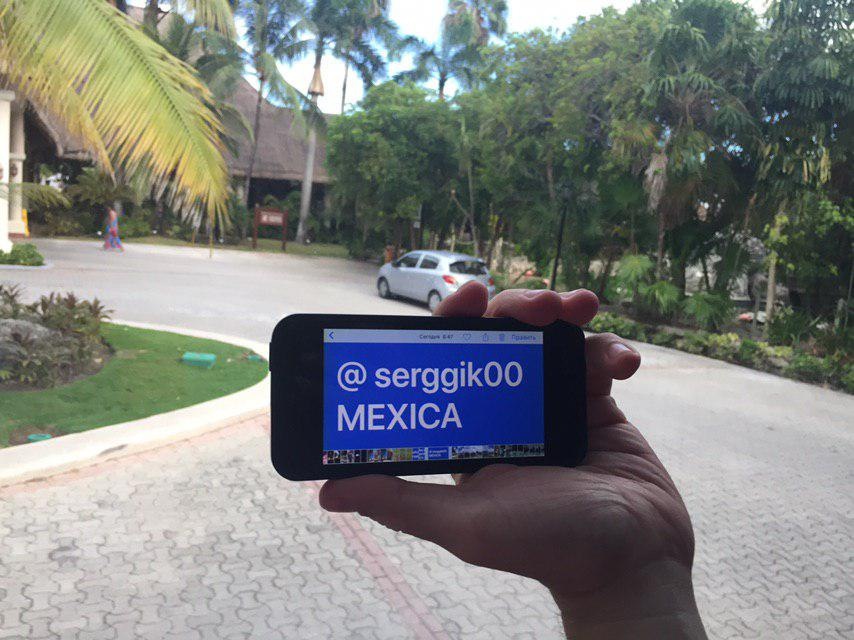 Сегодня 8:47 Править
@ serggik00
MEXICA